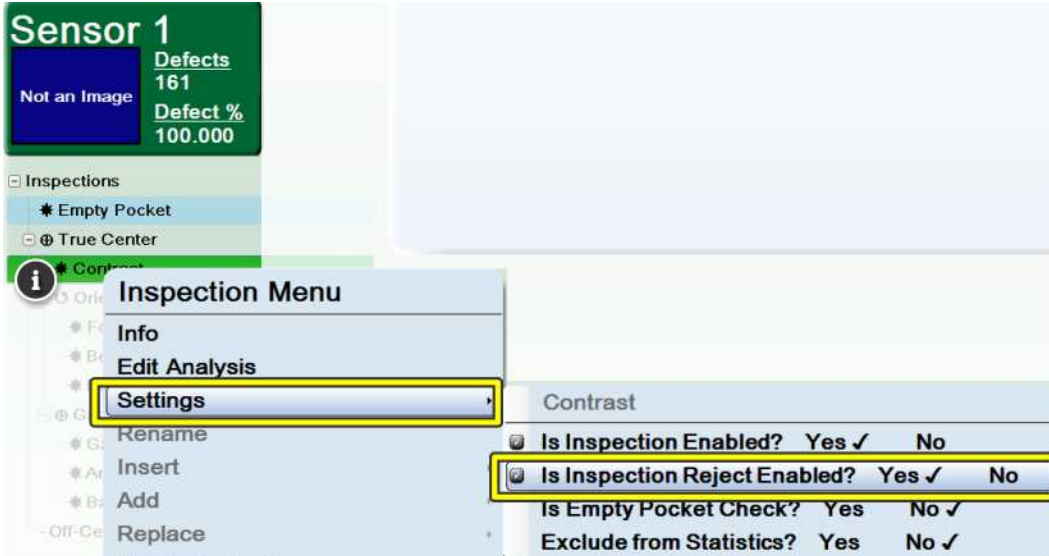 Sensor 1
Defects
161
Not an Image
Defect %
100.000
Inspections
Empty Pocket
True Center
i
Inspection Menu
Info
Edit Analysis
Settings
Contrast
Rename
Is Inspection Enabled? Yes ✓ No
Insert
Is Inspection Reject Enabled? Yes ✓ No
Add
Is Empty Pocket Check? Yes No ✓
Replace
Exclude from Statistics? Yes No ✓